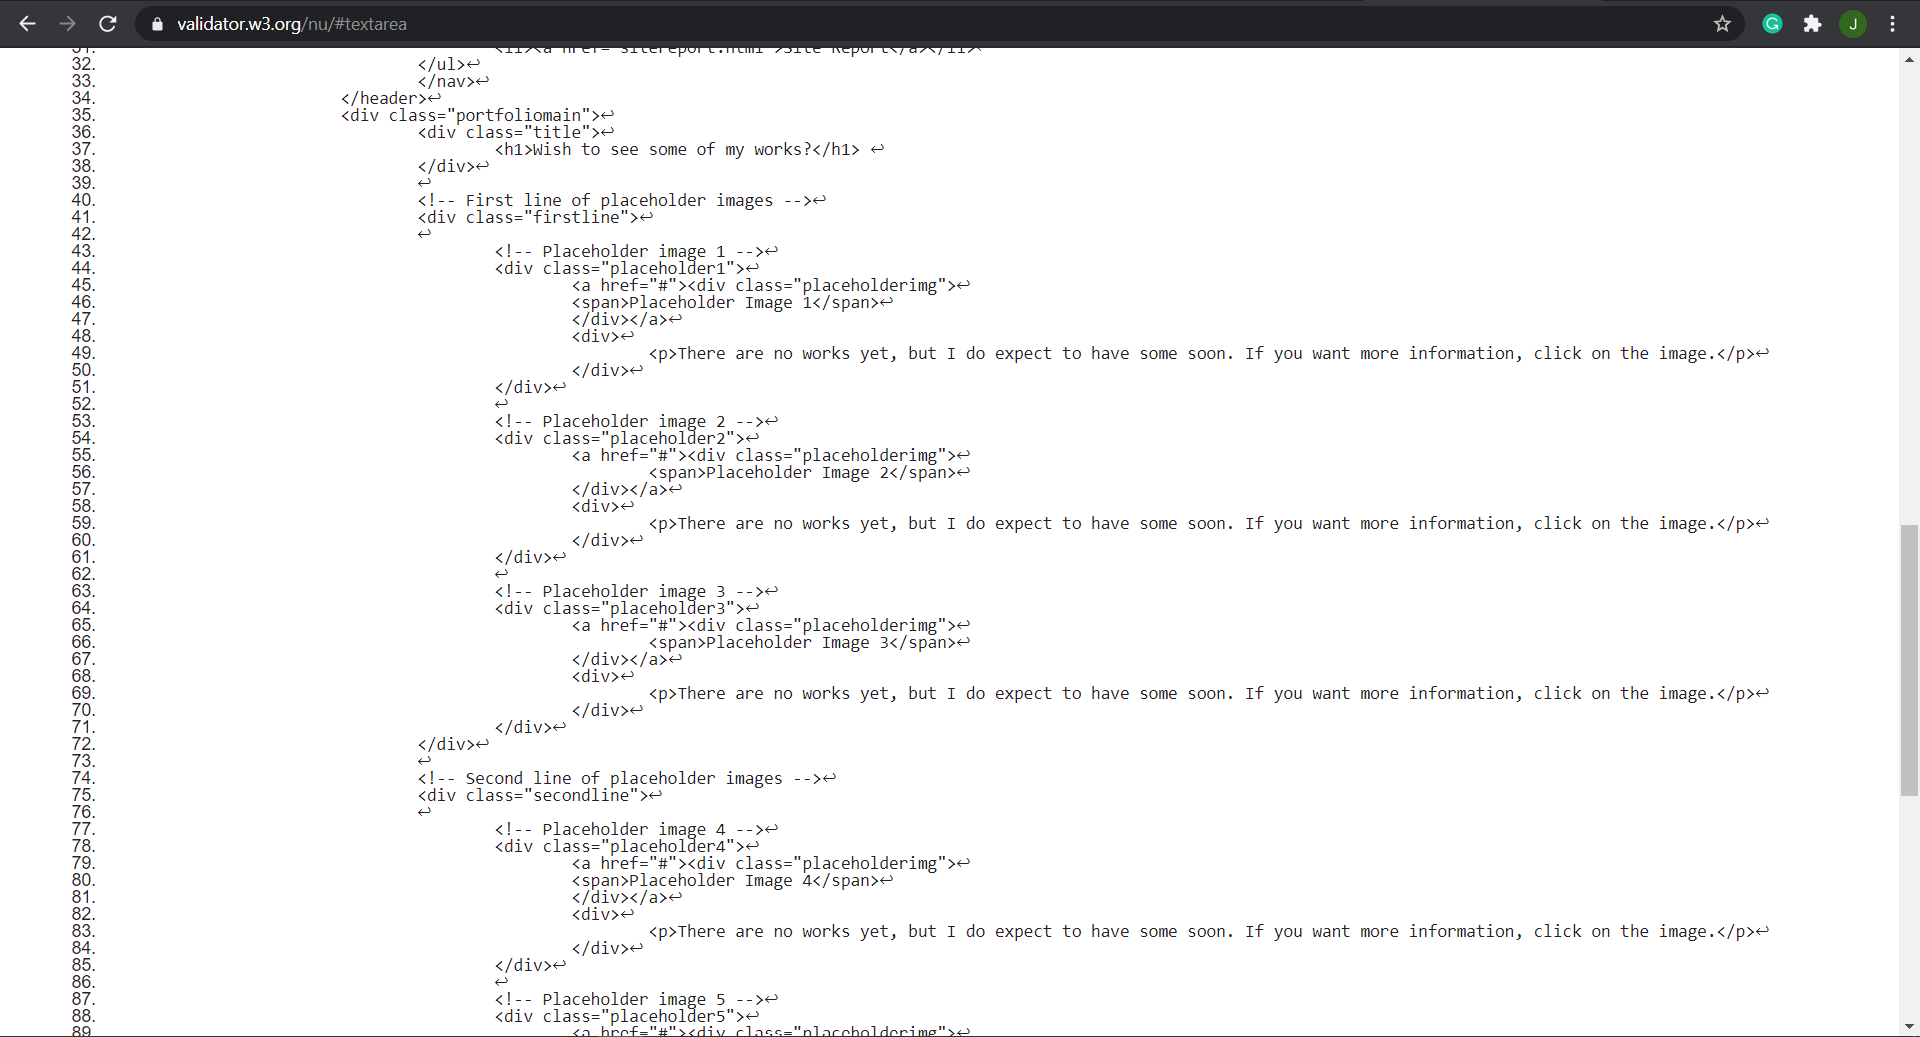 validator.w3.org/nu/#textarea
J
31. <li><a href="sitereport.html">Site Report</a></li>↩
32. </ul>↩
33. </nav>↩
34. </header>↩
35. <div class="portfoliomain">↩
36. <div class="title">↩
37. <h1>Wish to see some of my works?</h1> ↩
38. </div>↩
39. ↩
40. <!-- First line of placeholder images -->↩
41. <div class="firstline">↩
42. ↩
43. <!-- Placeholder image 1 -->↩
44. <div class="placeholder1">↩
45. <a href="#"><div class="placeholderimg">↩
46. <span>Placeholder Image 1</span>↩
47. </div></a>↩
48. <div>↩
49. <p>There are no works yet, but I do expect to have some soon. If you want more information, click on the image.</p>↩
50. </div>↩
51. </div>↩
52. ↩
53. <!-- Placeholder image 2 -->↩
54. <div class="placeholder2">↩
55. <a href="#"><div class="placeholderimg">↩
56. <span>Placeholder Image 2</span>↩
57. </div></a>↩
58. <div>↩
59. <p>There are no works yet, but I do expect to have some soon. If you want more information, click on the image.</p>↩
60. </div>↩
61. </div>↩
62. ↩
63. <!-- Placeholder image 3 -->↩
64. <div class="placeholder3">↩
65. <a href="#"><div class="placeholderimg">↩
66. <span>Placeholder Image 3</span>↩
67. </div></a>↩
68. <div>↩
69. <p>There are no works yet, but I do expect to have some soon. If you want more information, click on the image.</p>↩
70. </div>↩
71. </div>↩
72. </div>↩
73. ↩
74. <!-- Second line of placeholder images -->↩
75. <div class="secondline">↩
76. ↩
77. <!-- Placeholder image 4 -->↩
78. <div class="placeholder4">↩
79. <a href="#"><div class="placeholderimg">↩
80. <span>Placeholder Image 4</span>↩
81. </div></a>↩
82. <div>↩
83. <p>There are no works yet, but I do expect to have some soon. If you want more information, click on the image.</p>↩
84. </div>↩
85. </div>↩
86. ↩
87. <!-- Placeholder image 5 -->↩
88. <div class="placeholder5">↩
89. <a href="#"><div class="placeholderimg">↩